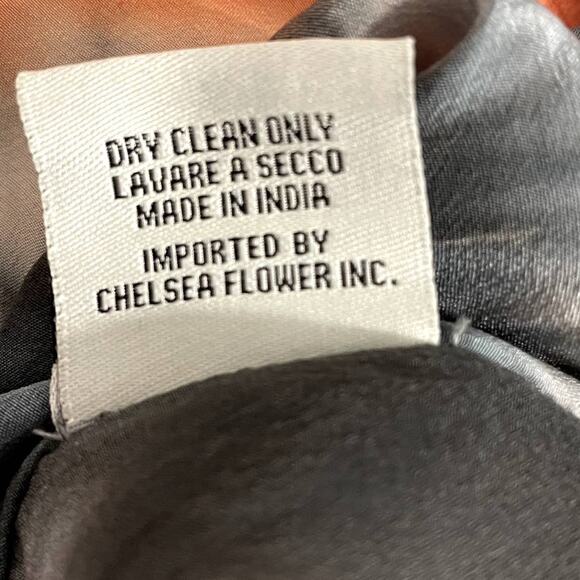 DRY CLEAN ONLY
LAVARE A SECCO
MADE IN INDIA
IMPORTED BY
CHELSEA FLOWER INC.